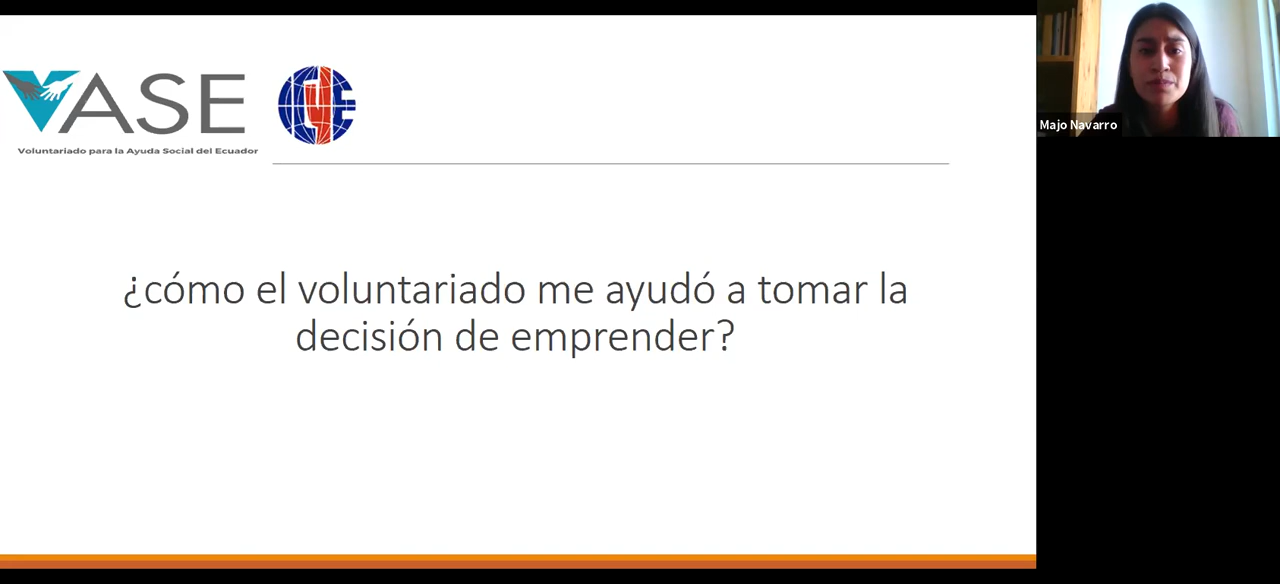 VASE
Voluntariado para la Ayuda Social del Ecuador
¿cómo el voluntariado me ayudó a tomar la
decisión de emprender?
Majo Navarro